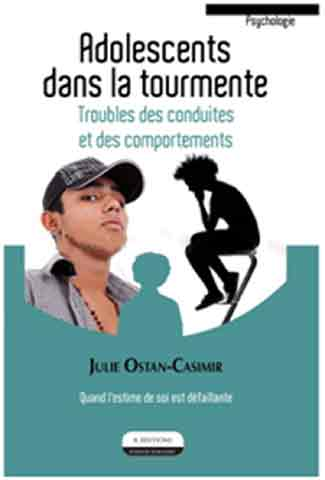 Psychologie
Adolescents
dans la tourmente
Troubles des conduites
et des comportements
JULIE OSTAN-CASIMIR
Quand l'estime de soi est défaillante
K ÉDITIONS